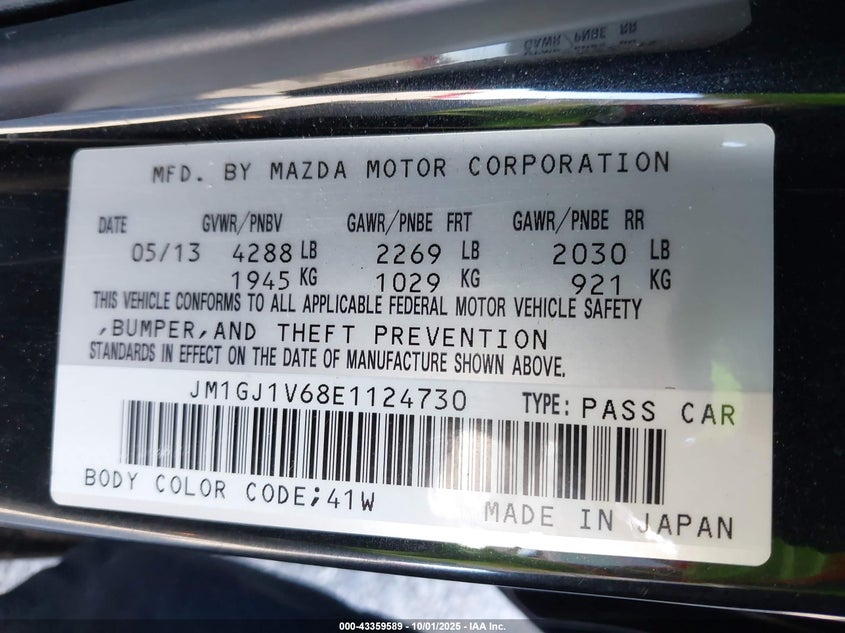 GAWR/PNBE RR
MFD. BY MAZDA MOTOR CORPORATION
DATE GVWR/PNBV GAWR/PNBE FRT GAWR/PNBE RR
05/13 4288 LB 2269 LB 2030 LB
1945 KG 1029 KG 921 KG
THIS VEHICLE CONFORMS TO ALL APPLICABLE FEDERAL MOTOR VEHICLE SAFETY
,BUMPER,AND THEFT PREVENTION
STANDARDS IN EFFECT ON THE DATE OF MANUFACTURE SHOWN ABOVE.
JM1GJ1V68E1124730 TYPE: PASS CAR
BODY COLOR CODE;41W
MADE IN JAPAN
000-43359589 - 10/01/2025 - IAA Inc.